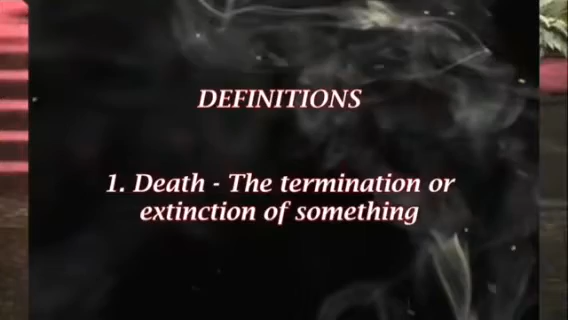 DEFINITIONS
1. Death - The termination or
extinction of something